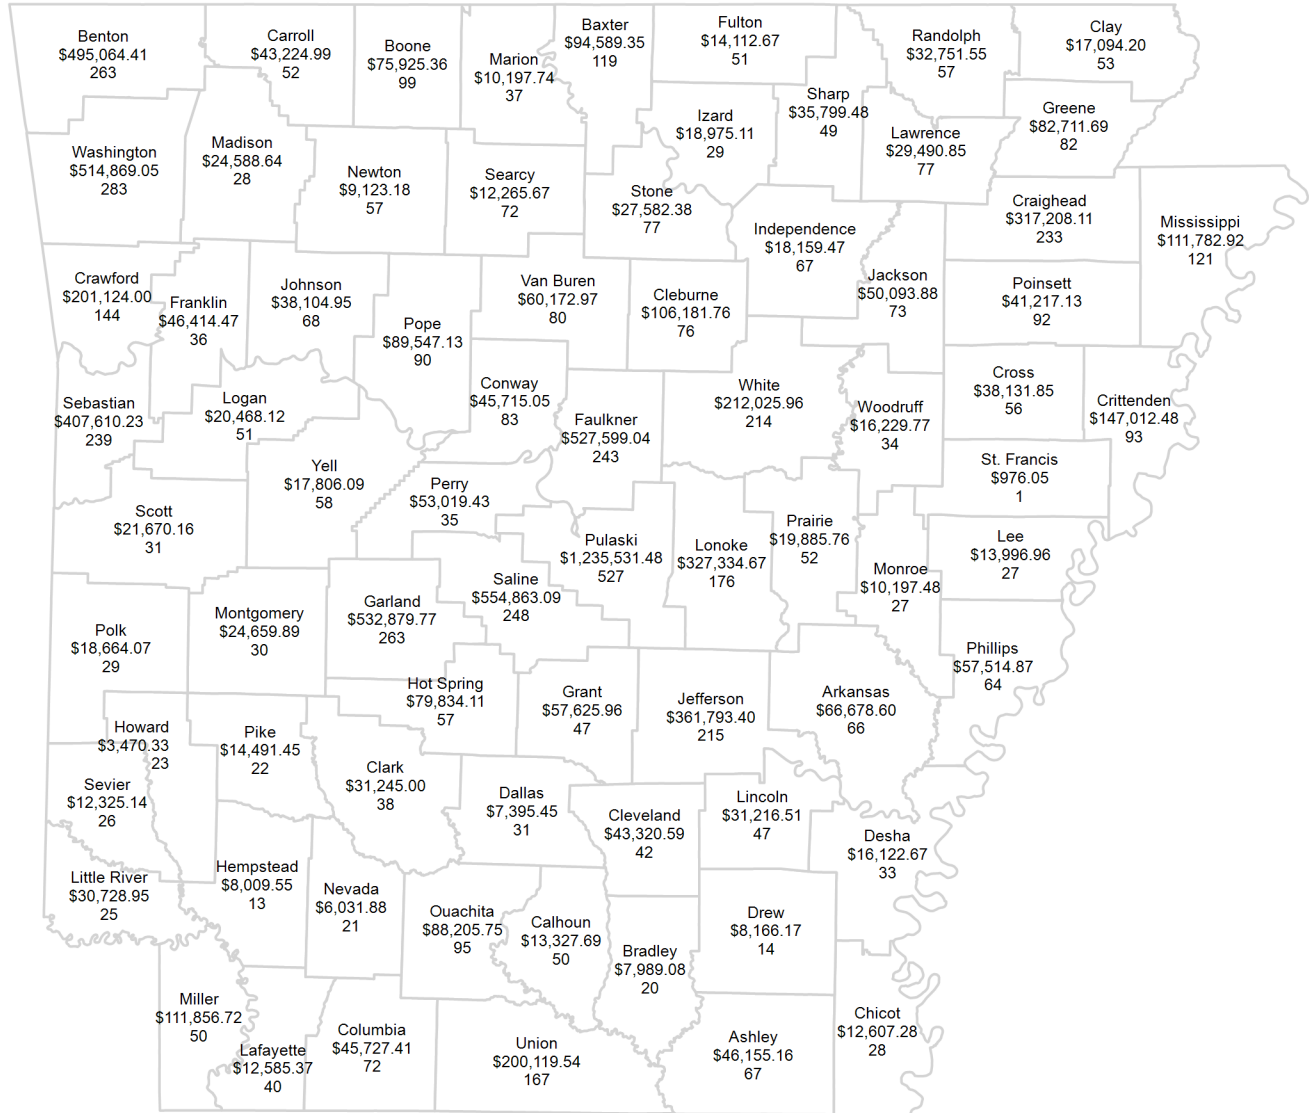 Benton
$495,064.41
263
Carroll
$43,224.99
52
Boone
$75,925.36
99
Marion
$10,197.74
37
Baxter
$94,589.35
119
Fulton
$14,112.67
51
Randolph
$32,751.55
57
Clay
$17,094.20
53
Washington
$514,869.05
283
Madison
$24,588.64
28
Newton
$9,123.18
57
Searcy
$12,265.67
72
Stone
$27,582.38
77
Izard
$18,975.11
29
Sharp
$35,799.48
49
Lawrence
$29,490.85
77
Greene
$82,711.69
82
Independence
$18,159.47
67
Craighead
$317,208.11
233
Mississippi
$111,782.92
121
Crawford
$201,124.00
144
Franklin
$46,414.47
36
Johnson
$38,104.95
68
Pope
$89,547.13
90
Van Buren
$60,172.97
80
Cleburne
$106,181.76
76
Jackson
$50,093.88
73
Poinsett
$41,217.13
92
Sebastian
$407,610.23
239
Logan
$20,468.12
51
Conway
$45,715.05
83
Faulkner
$527,599.04
243
White
$212,025.96
214
Woodruff
$16,229.77
34
Cross
$38,131.85
56
Crittenden
$147,012.48
93
Yell
$17,806.09
58
Perry
$53,019.43
35
St. Francis
$976.05
1
Scott
$21,670.16
31
Pulaski
$1,235,531.48
527
Lonoke
$327,334.67
176
Prairie
$19,885.76
52
Monroe
$10,197.48
27
Lee
$13,996.96
27
Polk
$18,664.07
29
Montgomery
$24,659.89
30
Garland
$532,879.77
263
Saline
$554,863.09
248
Phillips
$57,514.87
64
Hot Spring
$79,834.11
57
Grant
$57,625.96
47
Jefferson
$361,793.40
215
Arkansas
$66,678.60
66
Howard
$3,470.33
23
Pike
$14,491.45
22
Clark
$31,245.00
38
Sevier
$12,325.14
26
Dallas
$7,395.45
31
Cleveland
$43,320.59
42
Lincoln
$31,216.51
47
Desha
$16,122.67
33
Little River
$30,728.95
25
Hempstead
$8,009.55
13
Nevada
$6,031.88
21
Ouachita
$88,205.75
95
Calhoun
$13,327.69
50
Bradley
$7,989.08
20
Drew
$8,166.17
14
Miller
$111,856.72
50
Lafayette
$12,585.37
40
Columbia
$45,727.41
72
Union
$200,119.54
167
Ashley
$46,155.16
67
Chicot
$12,607.28
28